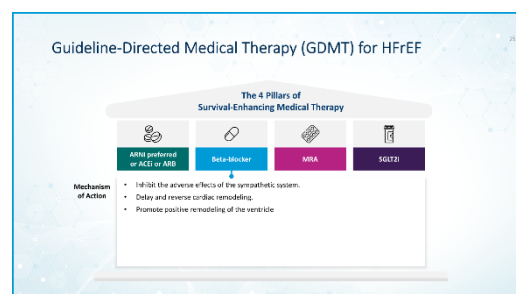 Guideline-Directed Medical Therapy (GDMT) for HFrEF
The 4 Pillars of
Survival-Enhancing Medical Therapy
ARNI preferred
or ACEi or ARB
Beta-blocker
MRA
SGLT2i
Mechanism
of Action
• Inhibit the adverse effects of the sympathetic system.
• Delay and reverse cardiac remodeling.
• Promote positive remodeling of the ventricle